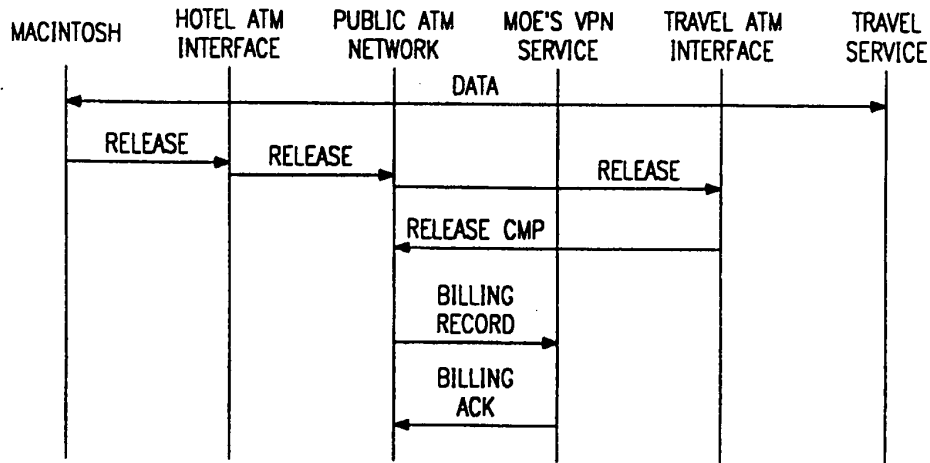 MACINTOSH
HOTEL ATM
INTERFACE
PUBLIC ATM
NETWORK
MOE'S VPN
SERVICE
TRAVEL ATM
INTERFACE
TRAVEL
SERVICE
DATA
RELEASE
RELEASE
RELEASE
RELEASE CMP
BILLING
RECORD
BILLING
ACK